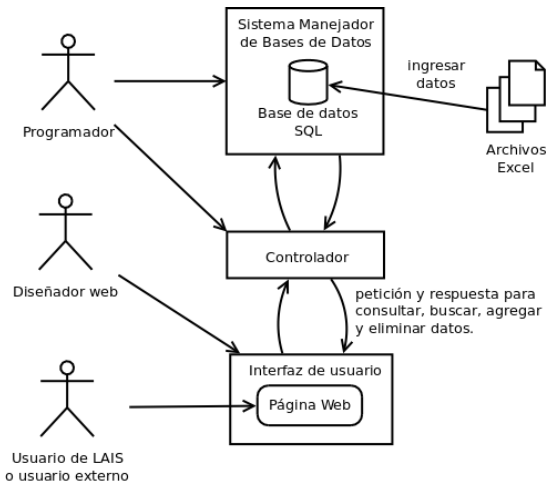 Sistema Manejador
de Bases de Datos
ingresar
datos
Base de datos
SQL
Programador
Archivos
Excel
Controlador
Diseñador web
petición y respuesta para
consultar, buscar, agregar
y eliminar datos.
Interfaz de usuario
Página Web
Usuario de LAIS
o usuario externo